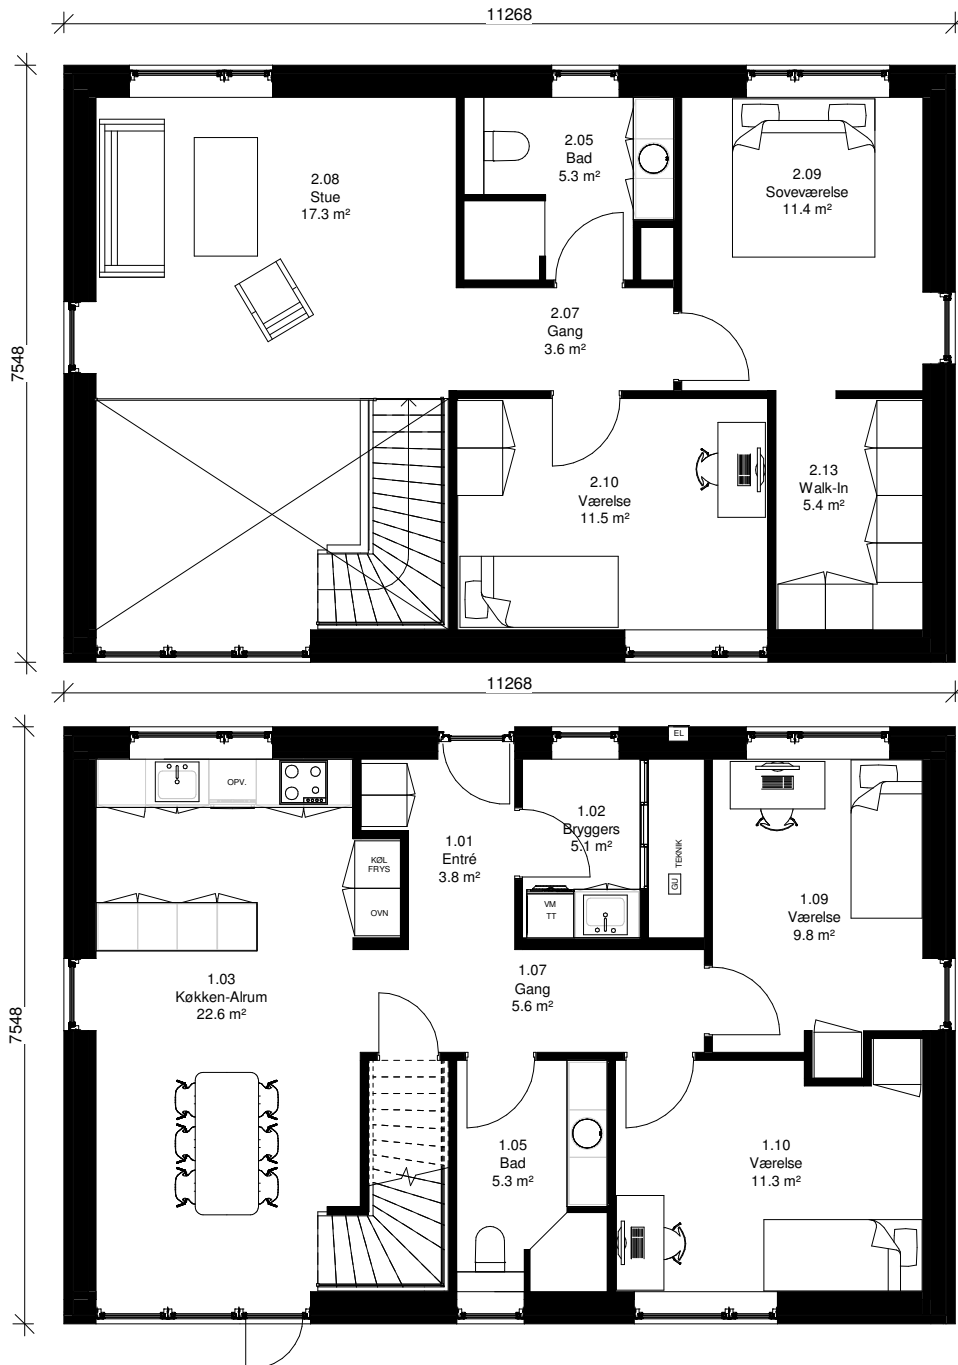 11268
7548
2.08
Stue
17.3 m²
2.05
Bad
5.3 m²
2.09
Soveværelse
11.4 m²
2.07
Gang
3.6 m²
2.10
Værelse
11.5 m²
2.13
Walk-In
5.4 m²
11268
7548
EL
OPV.
1.01
Entré
3.8 m²
1.02
Bryggers
5.1 m²
KØL
FRYS
OVN
VM
TT
GU
TEKNIK
1.09
Værelse
9.8 m²
1.03
Køkken-Alrum
22.6 m²
1.07
Gang
5.6 m²
1.05
Bad
5.3 m²
1.10
Værelse
11.3 m²